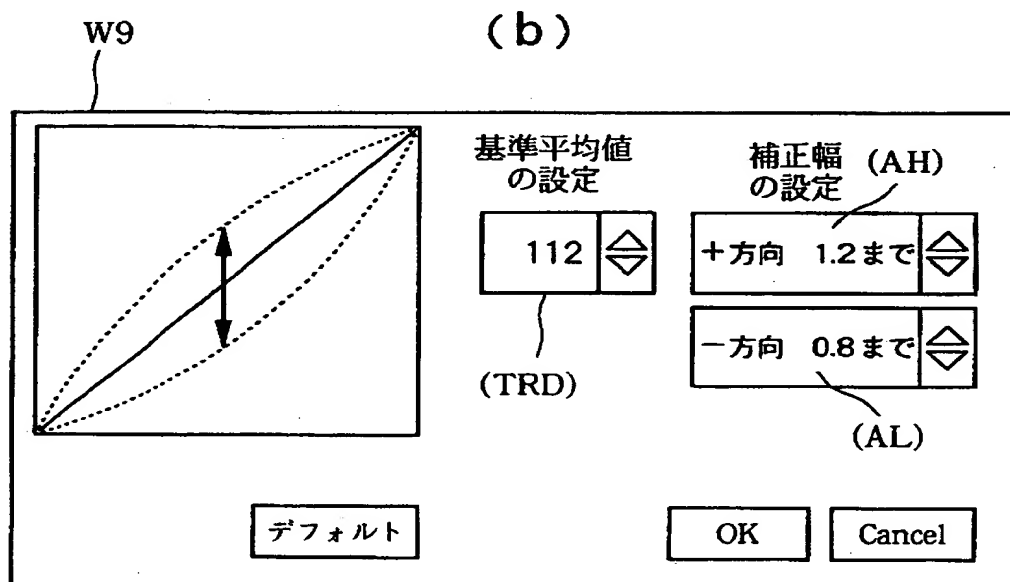 W9
(b)
基準平均値
の設定
補正幅
の設定
(AH)
112
+方向 1.2まで
−方向 0.8まで
(TRD)
(AL)
デフォルト
OK
Cancel